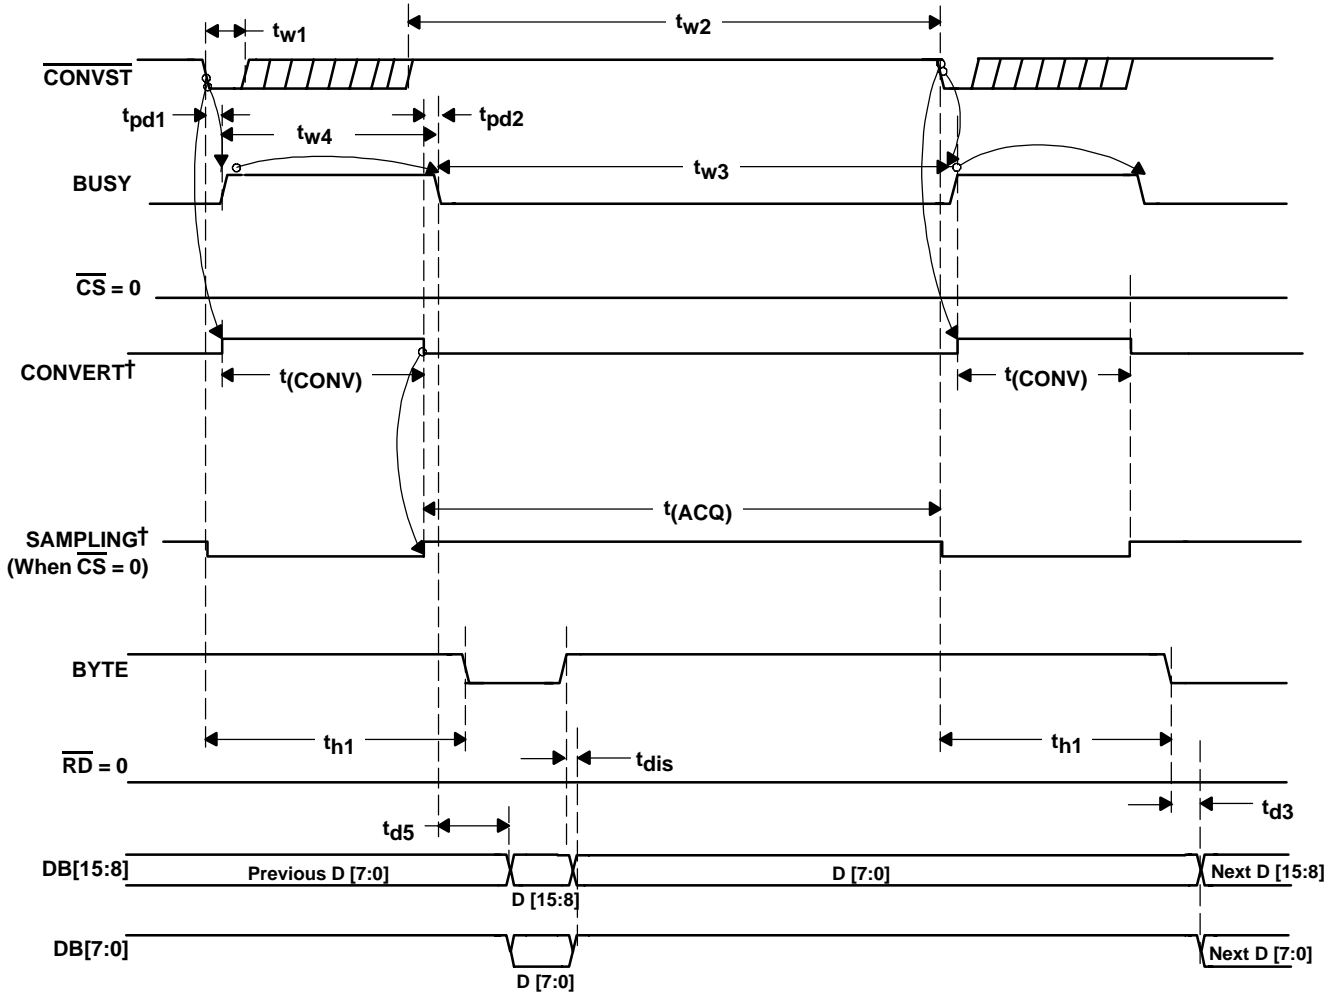 tw1
tw2
CONVST
tpd1
tw4
tpd2
tw3
BUSY
CS = 0
CONVERT†
t(CONV)
t(CONV)
t(ACQ)
SAMPLING†
(When CS = 0)
BYTE
th1
th1
RD = 0
tdis
td5
td3
DB[15:8]
Previous D [7:0]
D [15:8]
D [7:0]
Next D [15:8]
DB[7:0]
D [7:0]
Next D [7:0]